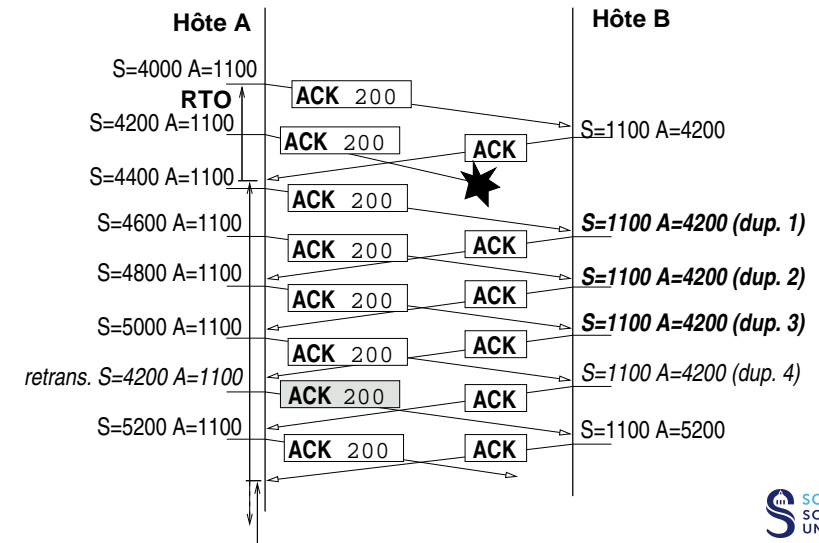 Hôte A
Hôte B
S=4000 A=1100
RTO
ACK 200
S=4200 A=1100
S=1100 A=4200
ACK 200
ACK
S=4400 A=1100
ACK 200
S=4600 A=1100
S=1100 A=4200 (dup. 1)
ACK
ACK 200
S=4800 A=1100
S=1100 A=4200 (dup. 2)
ACK
ACK 200
S=5000 A=1100
S=1100 A=4200 (dup. 3)
ACK
ACK 200
retrans. S=4200 A=1100
S=1100 A=4200 (dup. 4)
ACK 200
ACK
S=5200 A=1100
S=1100 A=5200
ACK 200
ACK